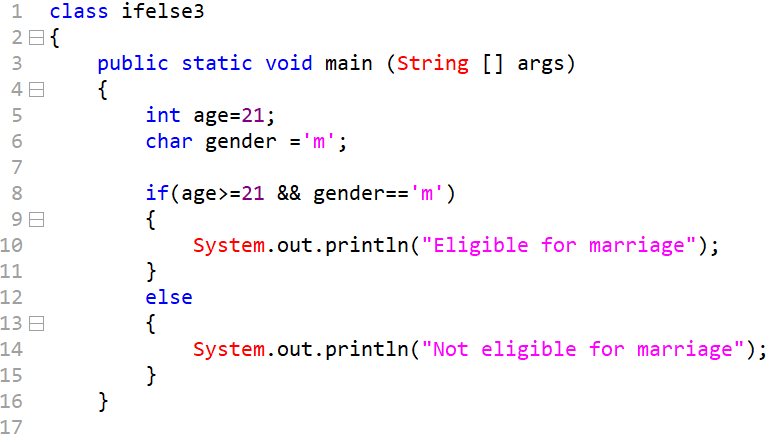 1 class ifelse3
2 {
3 public static void main (String [] args)
4 {
5 int age=21;
6 char gender ='m';
7
8 if(age>=21 && gender=='m')
9 {
10 System.out.println("Eligible for marriage");
11 }
12 else
13 {
14 System.out.println("Not eligible for marriage");
15 }
16 }
17